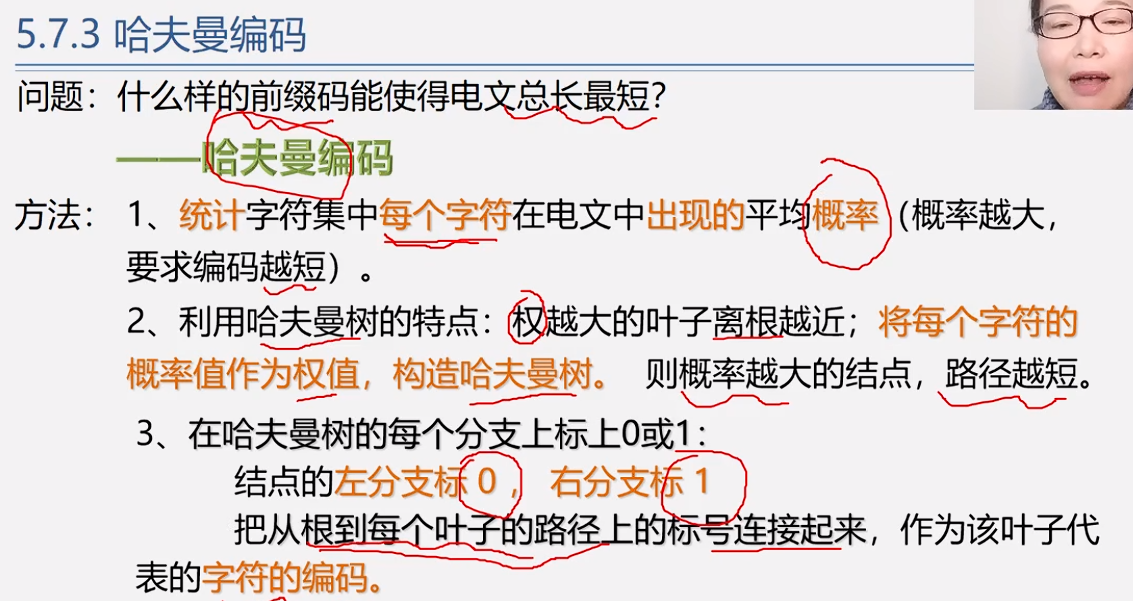 5.7.3 哈夫曼编码
问题：什么样的前缀码能使得电文总长最短？
——哈夫曼编码
方法： 1、统计字符集中每个字符在电文中出现的平均概率（概率越大，
要求编码越短）。
2、利用哈夫曼树的特点：权越大的叶子离根越近；将每个字符的
概率值作为权值，构造哈夫曼树。 则概率越大的结点，路径越短。
3、在哈夫曼树的每个分支上标上0或1：
结点的左分支标 0 ， 右分支标 1
把从根到每个叶子的路径上的标号连接起来，作为该叶子代
表的字符的编码。